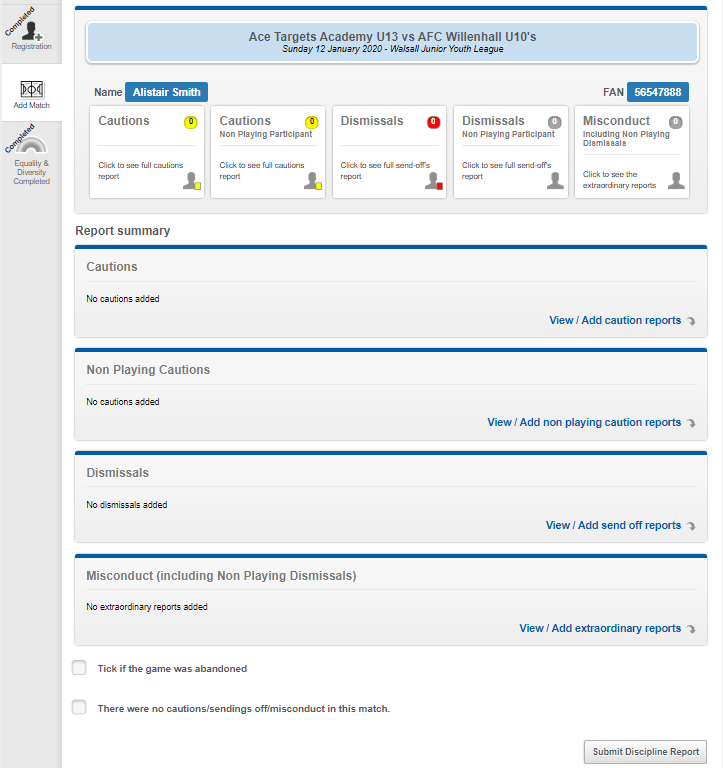 Completed
Registration
Add Match
Completed
Equality &
Diversity
Completed
Ace Targets Academy U13 vs AFC Willenhall U10's
Sunday 12 January 2020 - Walsall Junior Youth League
Name Alistair Smith FAN 56547888
Cautions 0
Click to see full cautions
report
Cautions 0
Non Playing Participant
Click to see full cautions
report
Dismissals 0
Click to see full send-off's
report
Dismissals 0
Non Playing Participant
Click to see full send-off's
report
Misconduct 0
Including Non Playing
Dismissals
Click to see the
extraordinary reports
Report summary
Cautions
No cautions added
View / Add caution reports
Non Playing Cautions
No cautions added
View / Add non playing caution reports
Dismissals
No dismissals added
View / Add send off reports
Misconduct (including Non Playing Dismissals)
No extraordinary reports added
View / Add extraordinary reports
Tick if the game was abandoned
There were no cautions/sendings off/misconduct in this match.
Submit Discipline Report